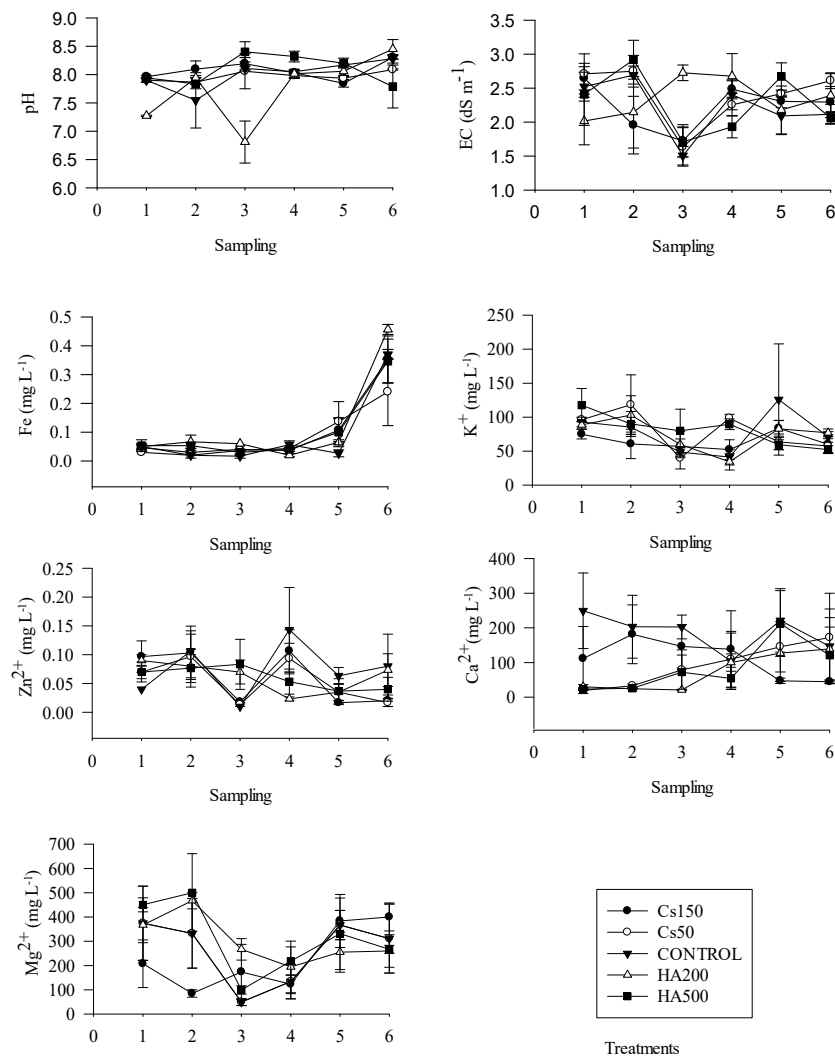 9.0
8.5
8.0
7.5
7.0
6.5
6.0
pH
0 1 2 3 4 5 6
Sampling
3.5
3.0
2.5
2.0
1.5
1.0
EC (dS m-1)
0 1 2 3 4 5 6
Sampling
0.5
0.4
0.3
0.2
0.1
0.0
Fe (mg L-1)
0 1 2 3 4 5 6
Sampling
250
200
150
100
50
0
K+ (mg L-1)
0 1 2 3 4 5 6
Sampling
0.25
0.20
0.15
0.10
0.05
0.00
Zn2+ (mg L-1)
0 1 2 3 4 5 6
Sampling
400
300
200
100
0
Ca2+(mg L-1)
0 1 2 3 4 5 6
Sampling
700
600
500
400
300
200
100
0
Mg2+ (mg L-1)
0 1 2 3 4 5 6
Sampling
Cs150
Cs50
CONTROL
HA200
HA500
Treatments